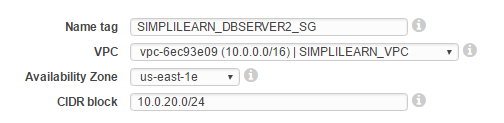 Name tag SIMPLILEARN_DBSERVER2_SG
VPC vpc-6ec93e09 (10.0.0.0/16) | SIMPLILEARN_VPC
Availability Zone us-east-1e
CIDR block 10.0.20.0/24